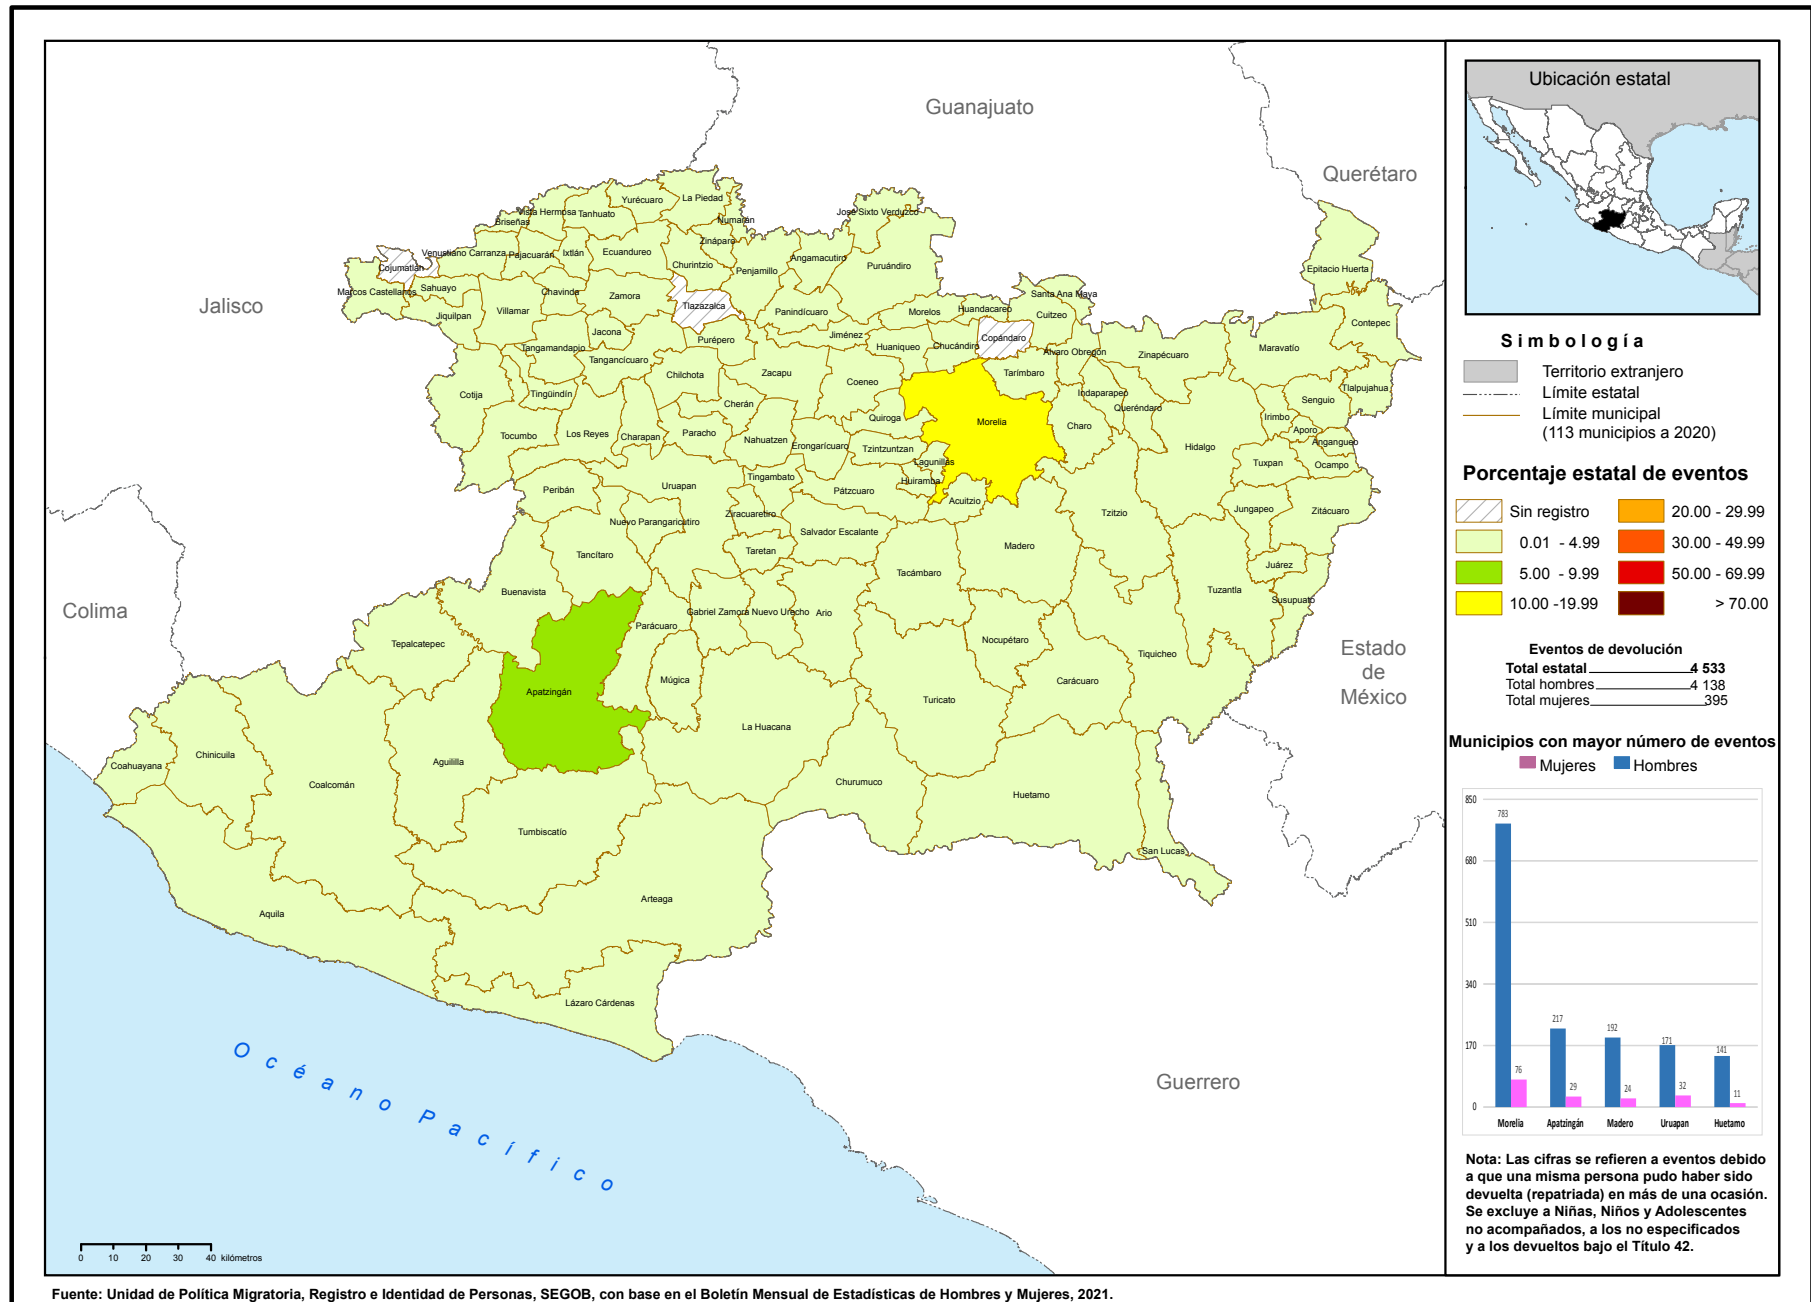 Guanajuato
Querétaro
Jalisco
Colima
Estado
de
México
Guerrero
Océano Pacífico
Vista Hermosa
Briseñas
Tanhuato
Yurécuaro
La Piedad
Numarán
José Sixto Verduzco
Cojumatlán
Venustiano Carranza
Pajacuarán
Ixtlán
Ecuandureo
Zináparo
Churintzio
Penjamillo
Angamacutiro
Puruándiro
Epitacio Huerta
Marcos Castellanos
Sahuayo
Jiquilpan
Villamar
Chavinda
Zamora
Tlazazalca
Panindícuaro
Morelos
Huandacareo
Santa Ana Maya
Cuitzeo
Contepec
Jacona
Purépero
Jiménez
Huaniqueo
Chucándiro
Copándaro
Alvaro Obregón
Zinapécuaro
Maravatío
Tangamandapio
Tangancícuaro
Chilchota
Zacapu
Coeneo
Tarímbaro
Indaparapeo
Queréndaro
Senguio
Tlalpujahua
Cotija
Tingüindín
Cherán
Quiroga
Morelia
Charo
Hidalgo
Irimbo
Aporo
Angangueo
Tocumbo
Los Reyes
Charapan
Paracho
Nahuatzen
Erongarícuaro
Tzintzuntzan
Lagunillas
Huiramba
Tuxpan
Ocampo
Peribán
Uruapan
Tingambato
Pátzcuaro
Acuitzio
Tzitzio
Jungapeo
Zitácuaro
Nuevo Parangaricutiro
Ziracuaretiro
Salvador Escalante
Tancítaro
Taretan
Madero
Tacámbaro
Juárez
Tuzantla
Susupuato
Buenavista
Gabriel Zamora
Nuevo Urecho
Ario
Parácuaro
Tepalcatepec
Nocupétaro
Tiquicheo
Múgica
Carácuaro
Apatzingán
Turicato
La Huacana
Coahuayana
Chinicuila
Coalcomán
Aguililla
Churumuco
Huetamo
Tumbiscatío
San Lucas
Aquila
Arteaga
Lázaro Cárdenas
0 10 20 30 40 kilómetros
Ubicación estatal
Simbología
Territorio extranjero
Límite estatal
Límite municipal
(113 municipios a 2020)
Porcentaje estatal de eventos
Sin registro
0.01 - 4.99
5.00 - 9.99
10.00 -19.99
20.00 - 29.99
30.00 - 49.99
50.00 - 69.99
> 70.00
Eventos de devolución
Total estatal 4 533
Total hombres 4 138
Total mujeres 395
Municipios con mayor número de eventos
Mujeres Hombres
850
680
510
340
170
0
783 76
217 29
192 24
171 32
141 11
Morelia Apatzingán Madero Uruapan Huetamo
Nota: Las cifras se refieren a eventos debido
a que una misma persona pudo haber sido
devuelta (repatriada) en más de una ocasión.
Se excluye a Niñas, Niños y Adolescentes
no acompañados, a los no especificados
y a los devueltos bajo el Título 42.
Fuente: Unidad de Política Migratoria, Registro e Identidad de Personas, SEGOB, con base en el Boletín Mensual de Estadísticas de Hombres y Mujeres, 2021.